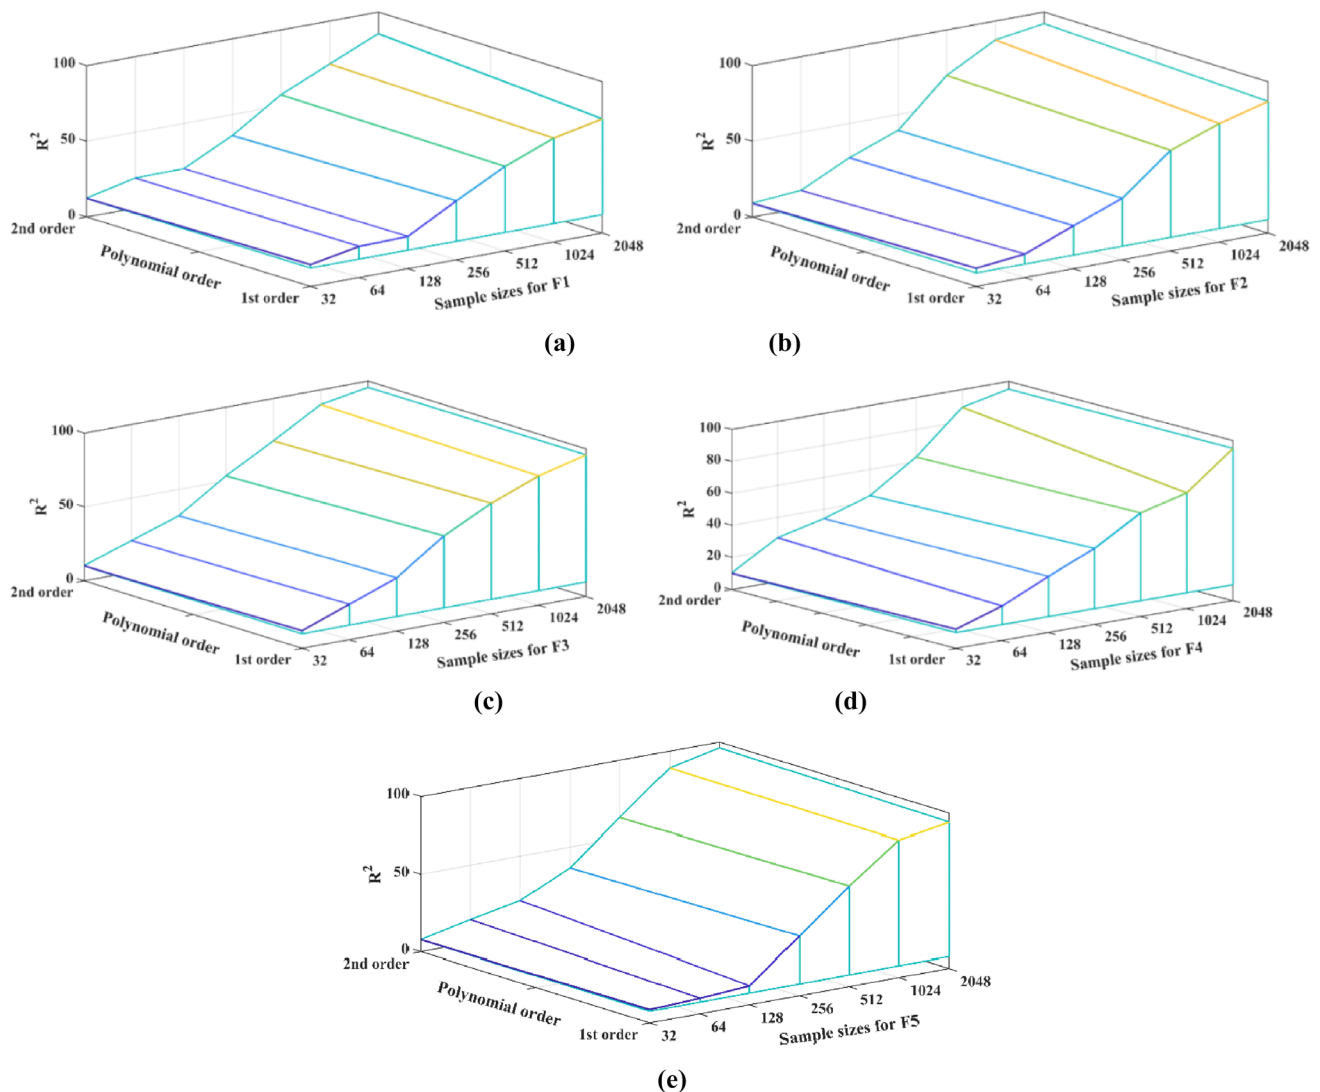 100
50
0
R2
2nd order
Polynomial order
1st order
32
64
128
256
512
1024
2048
Sample sizes for F1
(a)
100
50
0
R2
2nd order
Polynomial order
1st order
32
64
128
256
512
1024
2048
Sample sizes for F2
(b)
100
50
0
R2
2nd order
Polynomial order
1st order
32
64
128
256
512
1024
2048
Sample sizes for F3
(c)
100
80
60
40
20
0
R2
2nd order
Polynomial order
1st order
32
64
128
256
512
1024
2048
Sample sizes for F4
(d)
100
50
0
R2
2nd order
Polynomial order
1st order
32
64
128
256
512
1024
2048
Sample sizes for F5
(e)